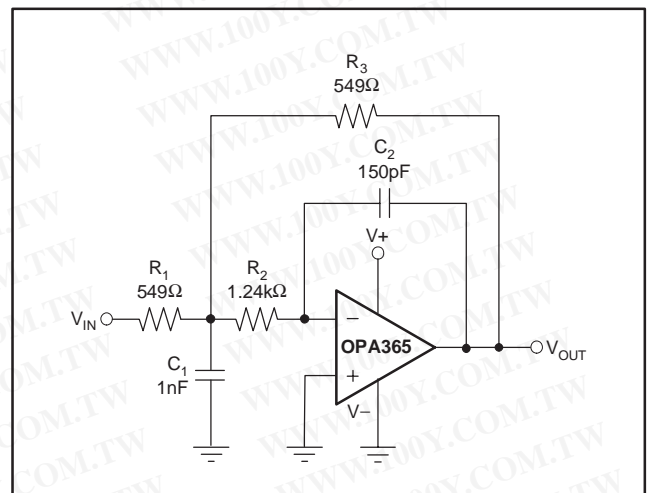 WWW.100Y.COM.TW
R3
549Ω
C2
150pF
V+
R1
549Ω
R2
1.24kΩ
VIN
−
OPA365
+
VOUT
C1
1nF
V−